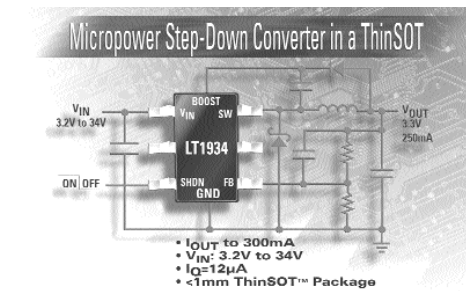 Micropower Step-Down Converter in a ThinSOT
BOOST
VIN SW
VIN
3.2V to 34V
VOUT
3.3V
250mA
LT1934
ON OFF
SHDN FB
GND
• IOUT to 300mA
• VIN: 3.2V to 34V
• IQ=12µA
• <1mm ThinSOT™ Package